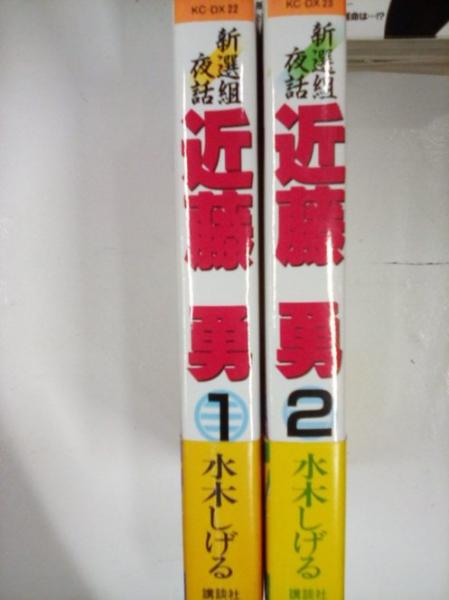 KC DX 22
新選組
夜話
近藤勇
1
水木しげる
講談社
KC DX 23
新選組
夜話
近藤勇
2
水木しげる
講談社
命は…!?